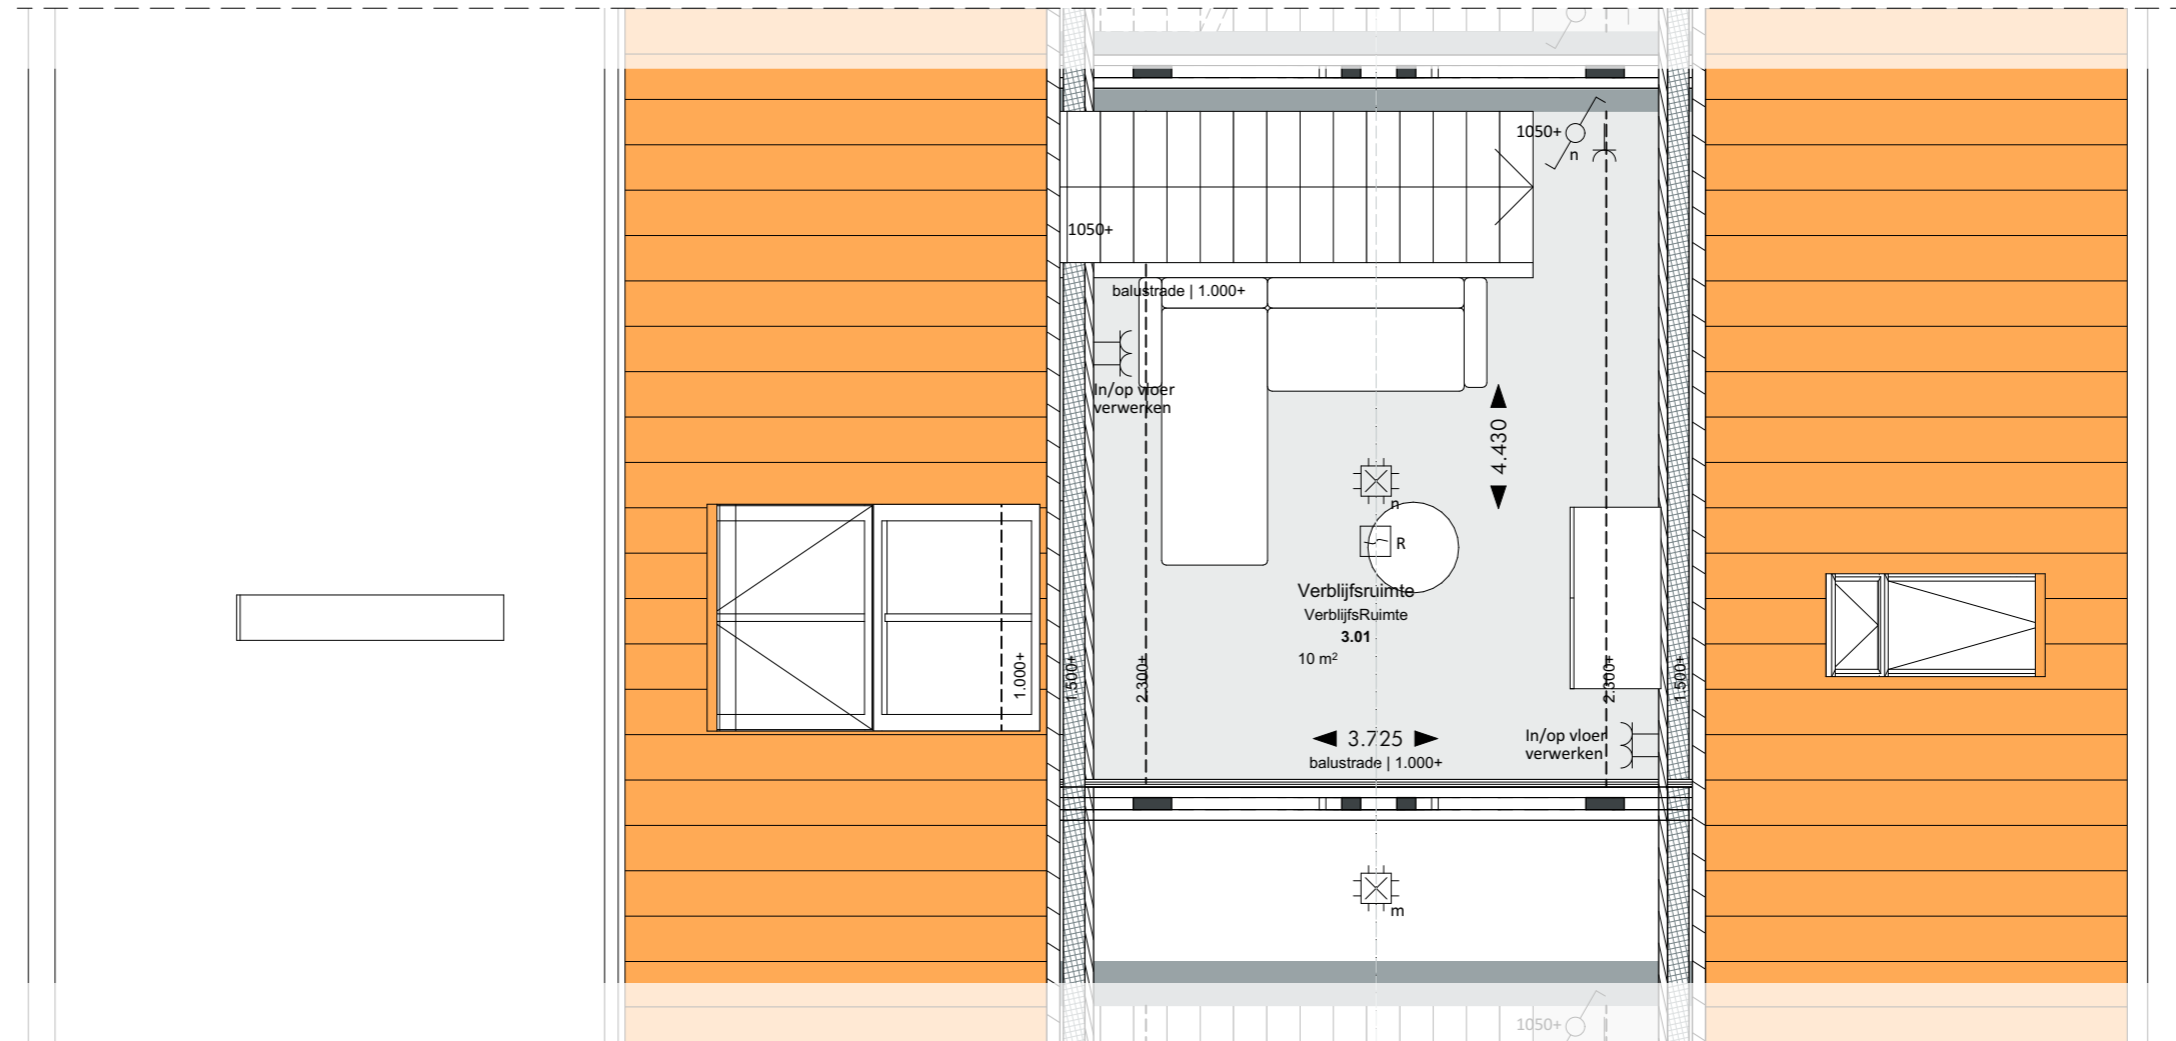 1050+
n
1050+
balustrade | 1.000+
In/op vloer
verwerken
4.430
n
R
Verblijfsruimte
VerblijfsRuimte
3.01
10 m²
1.000+
1.500+
2.300+
2.300+
1.500+
3.725
balustrade | 1.000+
In/op vloer
verwerken
m
1050+